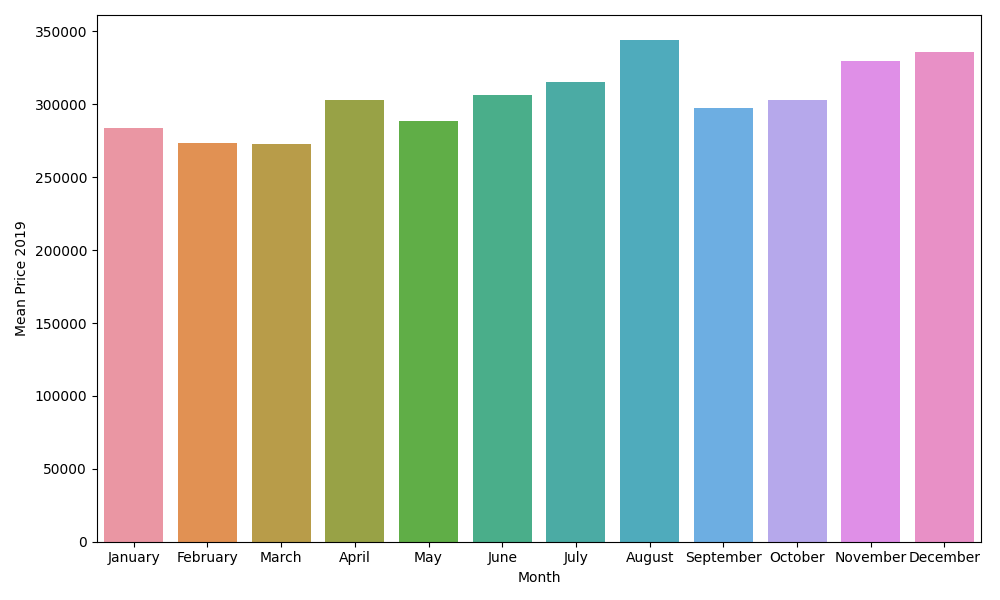 350000
300000
250000
200000
150000
100000
50000
0
Mean Price 2019
January February March April May June July August September October November December
Month